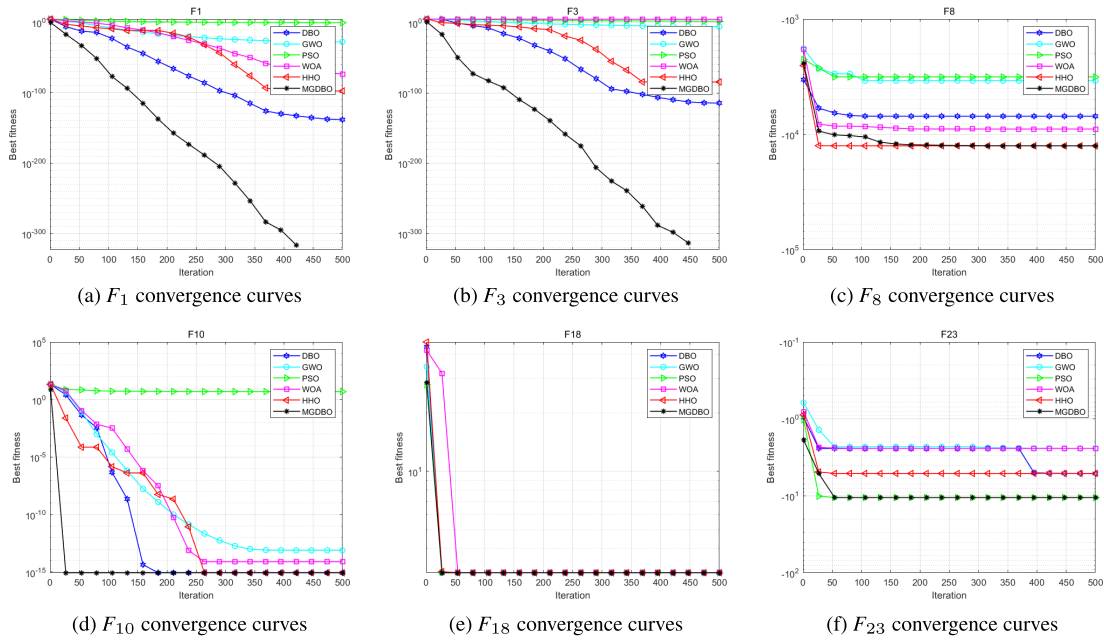 F1
Best fitness
10^0
10^-100
10^-200
10^-300
0 50 100 150 200 250 300 350 400 450 500
Iteration
DBO
GWO
PSO
WOA
HHO
MGDBO
(a) F1 convergence curves
F3
Best fitness
10^0
10^-100
10^-200
10^-300
0 50 100 150 200 250 300 350 400 450 500
Iteration
DBO
GWO
PSO
WOA
HHO
MGDBO
(b) F3 convergence curves
F8
Best fitness
-10^3
-10^4
-10^5
0 50 100 150 200 250 300 350 400 450 500
Iteration
DBO
GWO
PSO
WOA
HHO
MGDBO
(c) F8 convergence curves
F10
Best fitness
10^5
10^0
10^-5
10^-10
10^-15
0 50 100 150 200 250 300 350 400 450 500
Iteration
DBO
GWO
PSO
WOA
HHO
MGDBO
(d) F10 convergence curves
F18
Best fitness
10^1
0 50 100 150 200 250 300 350 400 450 500
Iteration
DBO
GWO
PSO
WOA
HHO
MGDBO
(e) F18 convergence curves
F23
Best fitness
-10^-1
-10^0
-10^1
-10^2
0 50 100 150 200 250 300 350 400 450 500
Iteration
DBO
GWO
PSO
WOA
HHO
MGDBO
(f) F23 convergence curves